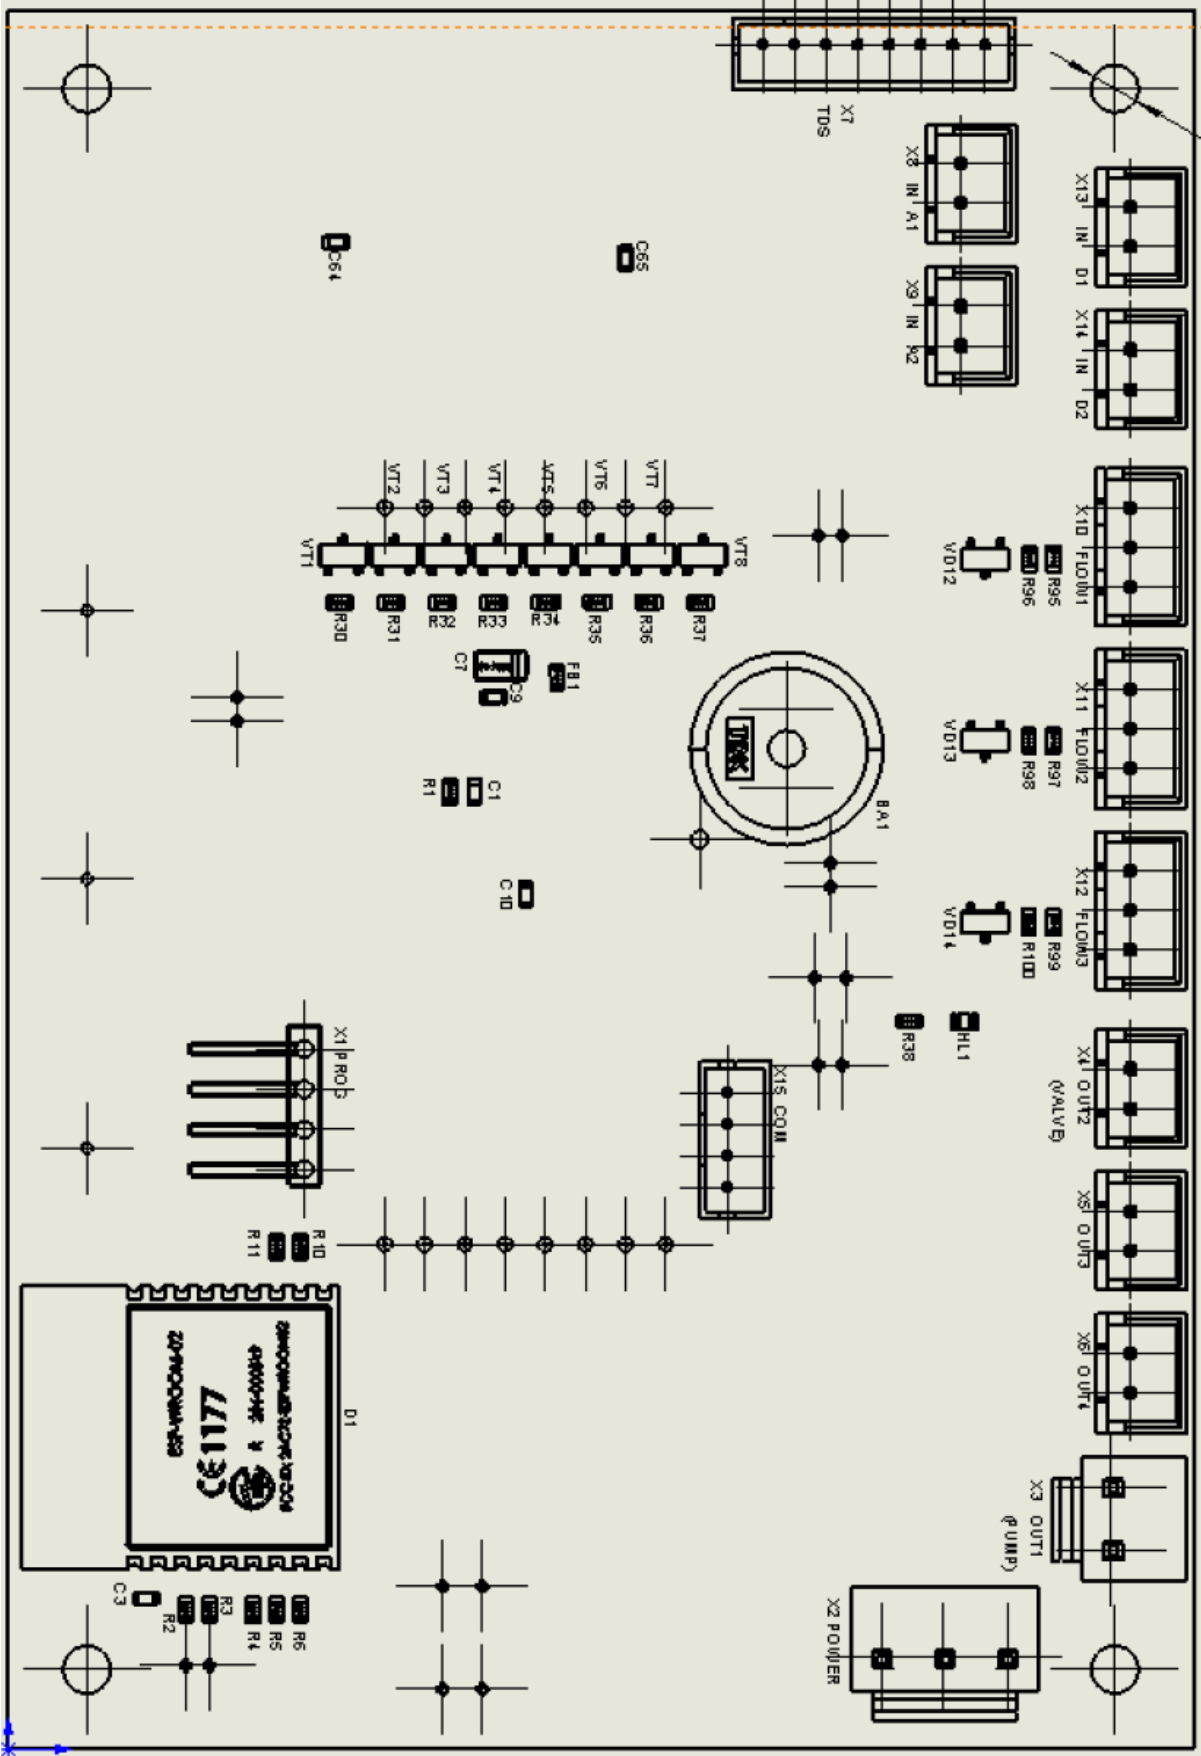 X7
TDS
X8 IN A1
X13 IN D1
C64
C65
X9 IN A2
X14 IN D2
VT2
VT3
VT4
VT5
VT6
VT7
VT1
VT8
X10 FLOW1
VD12
R96
R95
R30
R31
R32
R33
R34
R35
R36
R37
C7
C9
FB1
X11 FLOW2
VD13
R98
R97
R1
C1
BA1
C10
X12 FLOW3
VD14
R100
R99
X1 PROG
R38
HL1
X15 COM
X4 OUT2
(VALVE)
R11
R10
X5 OUT3
X6 OUT4
ESP-WROOM-02
CE1177
D1
X3 OUT1
(PUMP)
C3
R2
R3
R4
R5
R6
X2 POWER